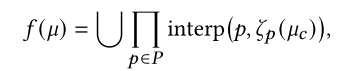 f(μ) = ⋃ ∏_{p∈P} interp(p, ζ_p(μ_c)),